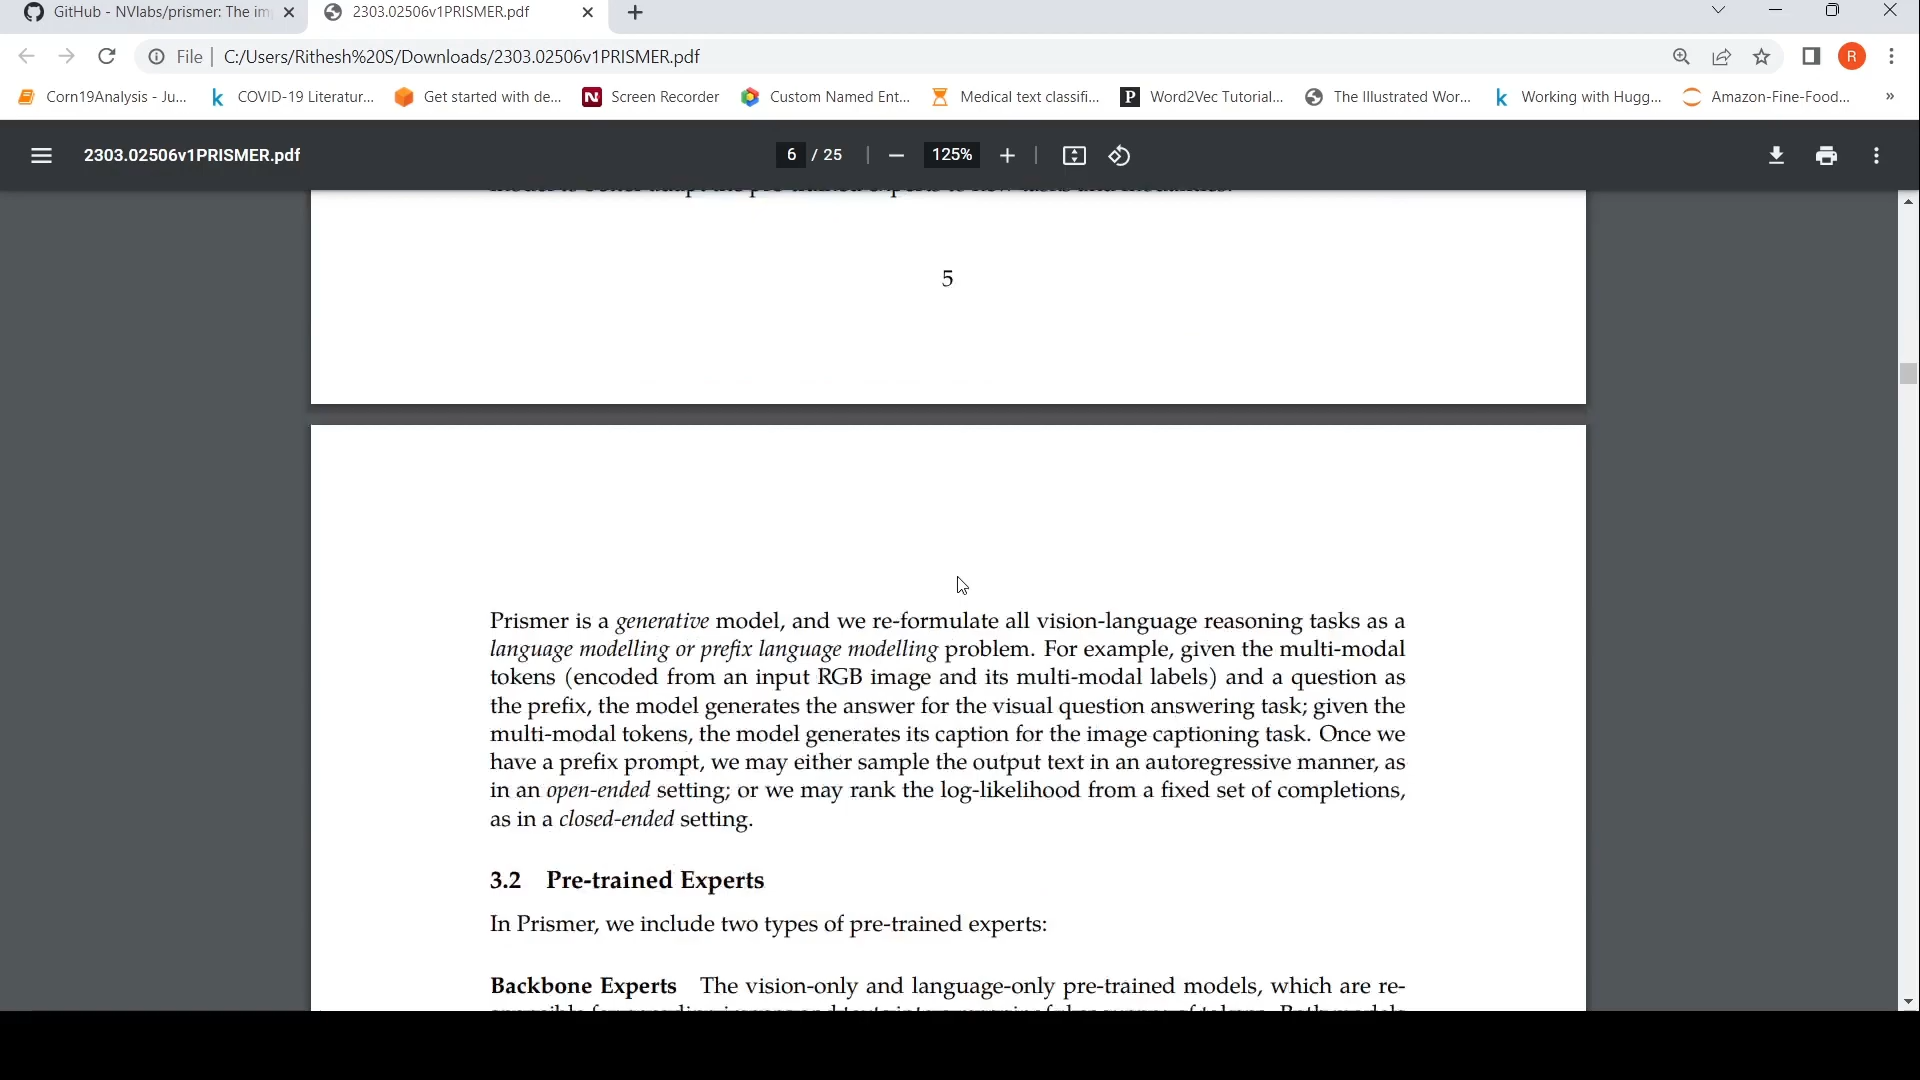 GitHub - NVlabs/prismer: The im
2303.02506v1PRISMER.pdf
File | C:/Users/Rithesh%20S/Downloads/2303.02506v1PRISMER.pdf
R
Corn19Analysis - Ju...
COVID-19 Literatur...
Get started with de...
Screen Recorder
Custom Named Ent...
Medical text classifi...
Word2Vec Tutorial...
The Illustrated Wor...
Working with Hugg...
Amazon-Fine-Food...
»
2303.02506v1PRISMER.pdf
6 / 25
125%
5
Prismer is a generative model, and we re-formulate all vision-language reasoning tasks as a
language modelling or prefix language modelling problem. For example, given the multi-modal
tokens (encoded from an input RGB image and its multi-modal labels) and a question as
the prefix, the model generates the answer for the visual question answering task; given the
multi-modal tokens, the model generates its caption for the image captioning task. Once we
have a prefix prompt, we may either sample the output text in an autoregressive manner, as
in an open-ended setting; or we may rank the log-likelihood from a fixed set of completions,
as in a closed-ended setting.
3.2 Pre-trained Experts
In Prismer, we include two types of pre-trained experts:
Backbone Experts The vision-only and language-only pre-trained models, which are re-